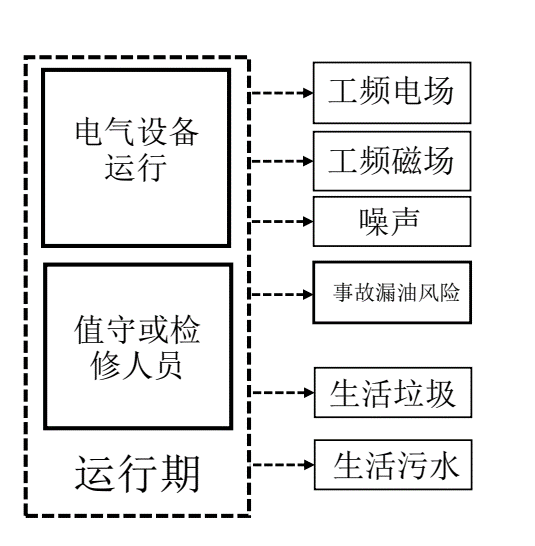 电气设备
运行
值守或检
修人员
运行期
工频电场
工频磁场
噪声
事故漏油风险
生活垃圾
生活污水